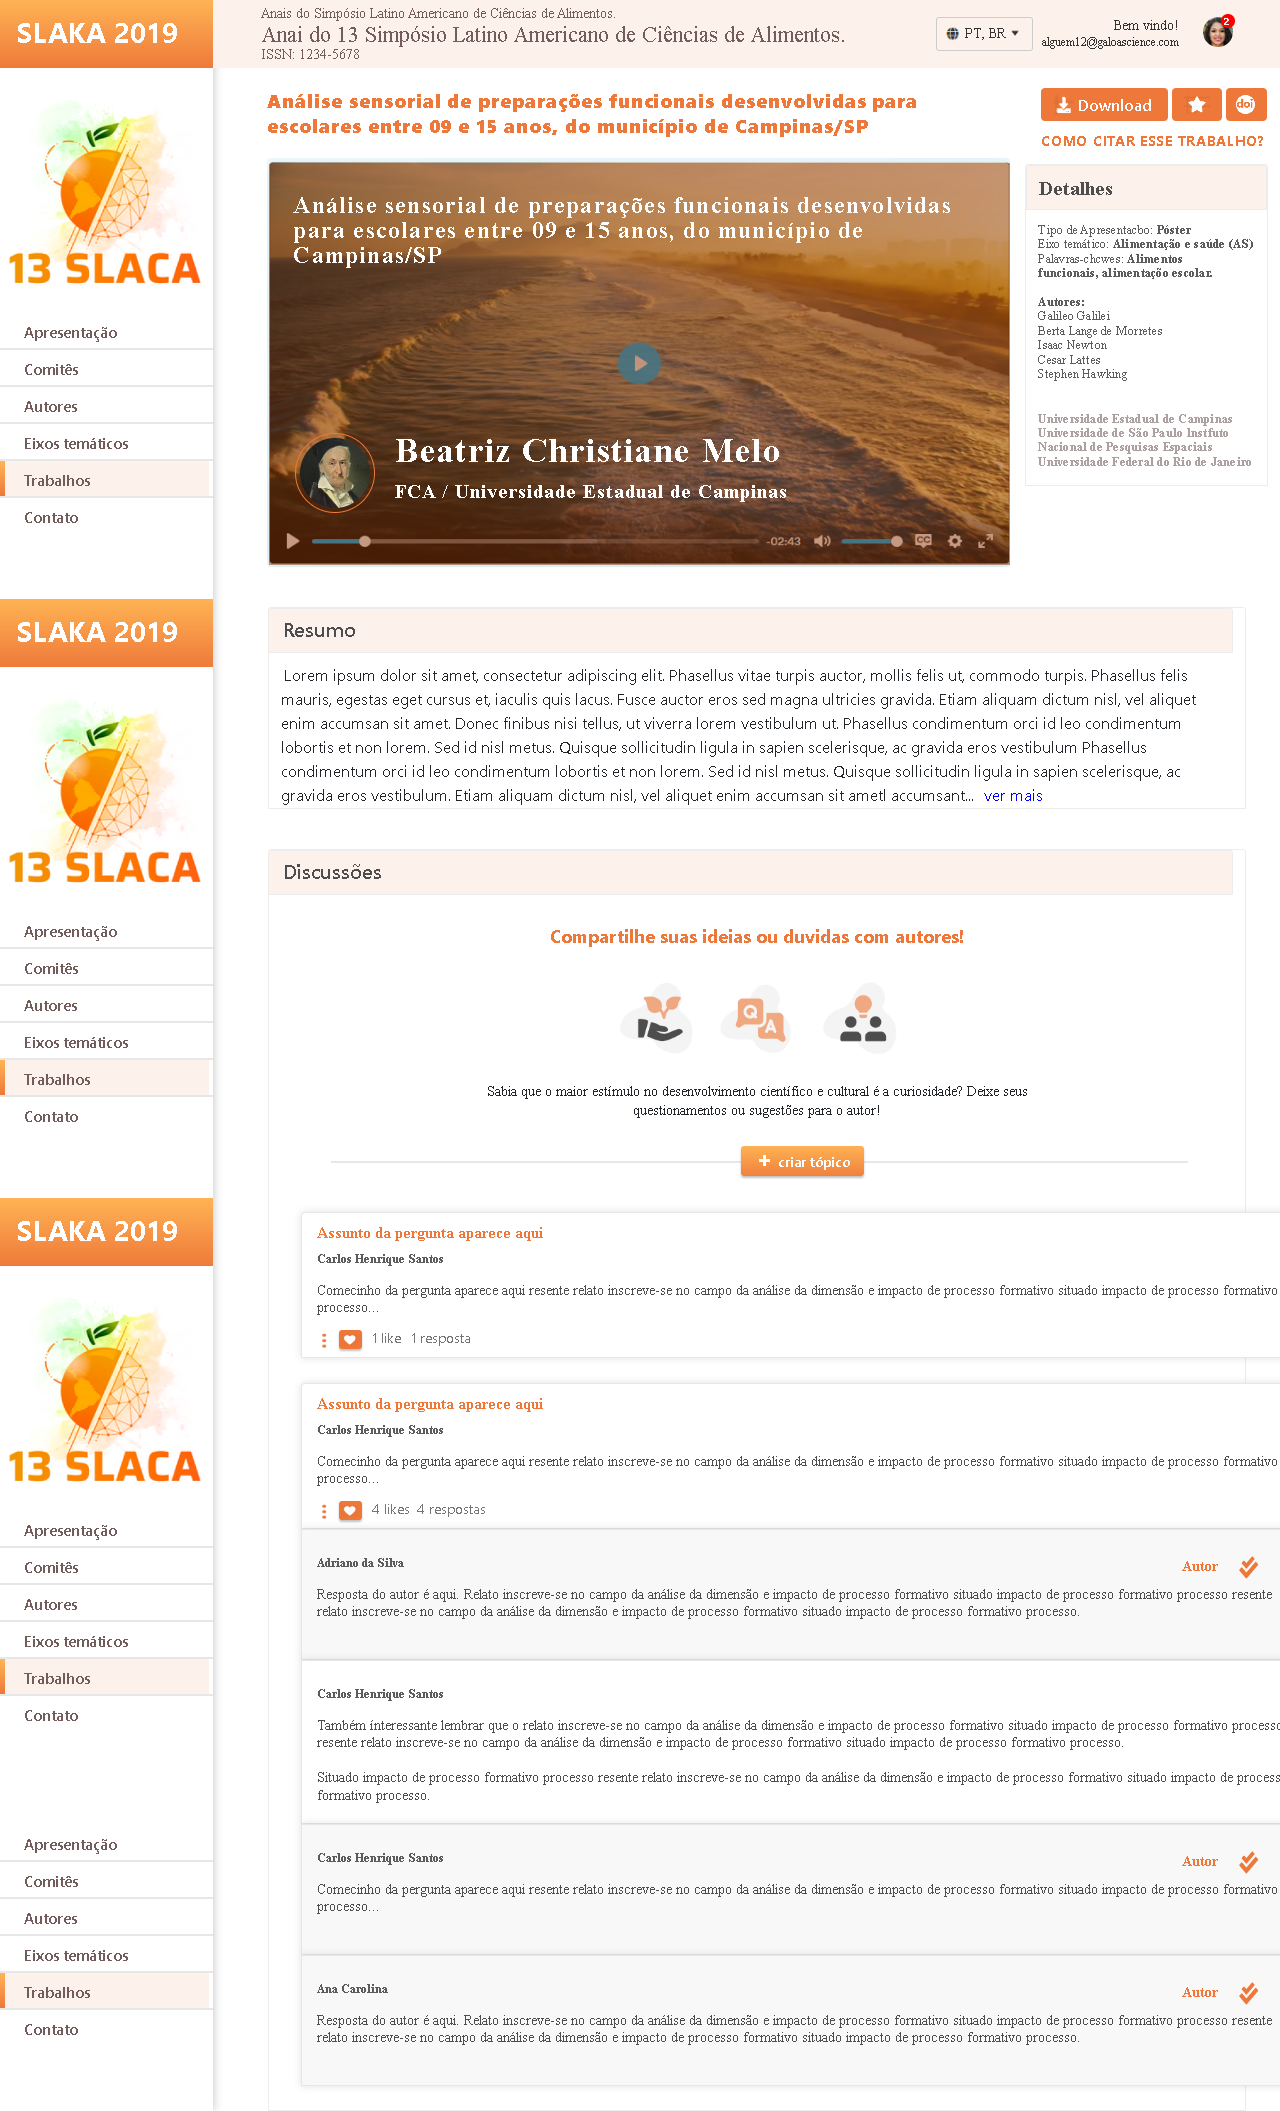 SLAKA 2019
Anais do Simpósio Latino Americano de Ciências de Alimentos.
Anai do 13 Simpósio Latino Americano de Ciências de Alimentos.
ISSN: 1234-5678
PT, BR
Bem vindo!
alguem12@galoascience.com
2
13 SLACA
Apresentação
Comitês
Autores
Eixos temáticos
Trabalhos
Contato
Análise sensorial de preparações funcionais desenvolvidas para
escolares entre 09 e 15 anos, do município de Campinas/SP
Download
doi
COMO CITAR ESSE TRABALHO?
Análise sensorial de preparações funcionais desenvolvidas
para escolares entre 09 e 15 anos, do município de
Campinas/SP
Beatriz Christiane Melo
FCA / Universidade Estadual de Campinas
-02:43
CC
Detalhes
Tipo de Apresentacbo: Póster
Eixo temático: Alimentação e saúde (AS)
Palavras-chcwes: Alimentos
funcionais, alimentação escolar.
Autores:
Galileo Galilei
Berta Lange de Morretes
Isaac Newton
Cesar Lattes
Stephen Hawking
Universidade Estadual de Campinas
Universidade de São Paulo Instfuto
Nacional de Pesquisas Espaciais
Universidade Federal do Rio de Janeiro
SLAKA 2019
13 SLACA
Apresentação
Comitês
Autores
Eixos temáticos
Trabalhos
Contato
Resumo
Lorem ipsum dolor sit amet, consectetur adipiscing elit. Phasellus vitae turpis auctor, mollis felis ut, commodo turpis. Phasellus felis
mauris, egestas eget cursus et, iaculis quis lacus. Fusce auctor eros sed magna ultricies gravida. Etiam aliquam dictum nisl, vel aliquet
enim accumsan sit amet. Donec finibus nisi tellus, ut viverra lorem vestibulum ut. Phasellus condimentum orci id leo condimentum
lobortis et non lorem. Sed id nisl metus. Quisque sollicitudin ligula in sapien scelerisque, ac gravida eros vestibulum Phasellus
condimentum orci id leo condimentum lobortis et non lorem. Sed id nisl metus. Quisque sollicitudin ligula in sapien scelerisque, ac
gravida eros vestibulum. Etiam aliquam dictum nisl, vel aliquet enim accumsan sit ametl accumsant... ver mais
Discussões
Compartilhe suas ideias ou duvidas com autores!
Q A
Sabia que o maior estímulo no desenvolvimento científico e cultural é a curiosidade? Deixe seus
questionamentos ou sugestões para o autor!
+ criar tópico
SLAKA 2019
13 SLACA
Apresentação
Comitês
Autores
Eixos temáticos
Trabalhos
Contato
Assunto da pergunta aparece aqui
Carlos Henrique Santos
Comecinho da pergunta aparece aqui resente relato inscreve-se no campo da análise da dimensão e impacto de processo formativo situado impacto de processo formativo
processo...
1 like 1 resposta
Assunto da pergunta aparece aqui
Carlos Henrique Santos
Comecinho da pergunta aparece aqui resente relato inscreve-se no campo da análise da dimensão e impacto de processo formativo situado impacto de processo formativo
processo...
4 likes 4 respostas
Adriano da Silva
Autor
Resposta do autor é aqui. Relato inscreve-se no campo da análise da dimensão e impacto de processo formativo situado impacto de processo formativo processo resente
relato inscreve-se no campo da análise da dimensão e impacto de processo formativo situado impacto de processo formativo processo.
Carlos Henrique Santos
Também ínteressante lembrar que o relato inscreve-se no campo da análise da dimensão e impacto de processo formativo situado impacto de processo formativo processo
resente relato inscreve-se no campo da análise da dimensão e impacto de processo formativo situado impacto de processo formativo processo.
Situado impacto de processo formativo processo resente relato inscreve-se no campo da análise da dimensão e impacto de processo formativo situado impacto de process
formativo processo.
Carlos Henrique Santos
Autor
Comecinho da pergunta aparece aqui resente relato inscreve-se no campo da análise da dimensão e impacto de processo formativo situado impacto de processo formativo
processo...
Ana Carolina
Autor
Resposta do autor é aqui. Relato inscreve-se no campo da análise da dimensão e impacto de processo formativo situado impacto de processo formativo processo resente
relato inscreve-se no campo da análise da dimensão e impacto de processo formativo situado impacto de processo formativo processo.
Apresentação
Comitês
Autores
Eixos temáticos
Trabalhos
Contato